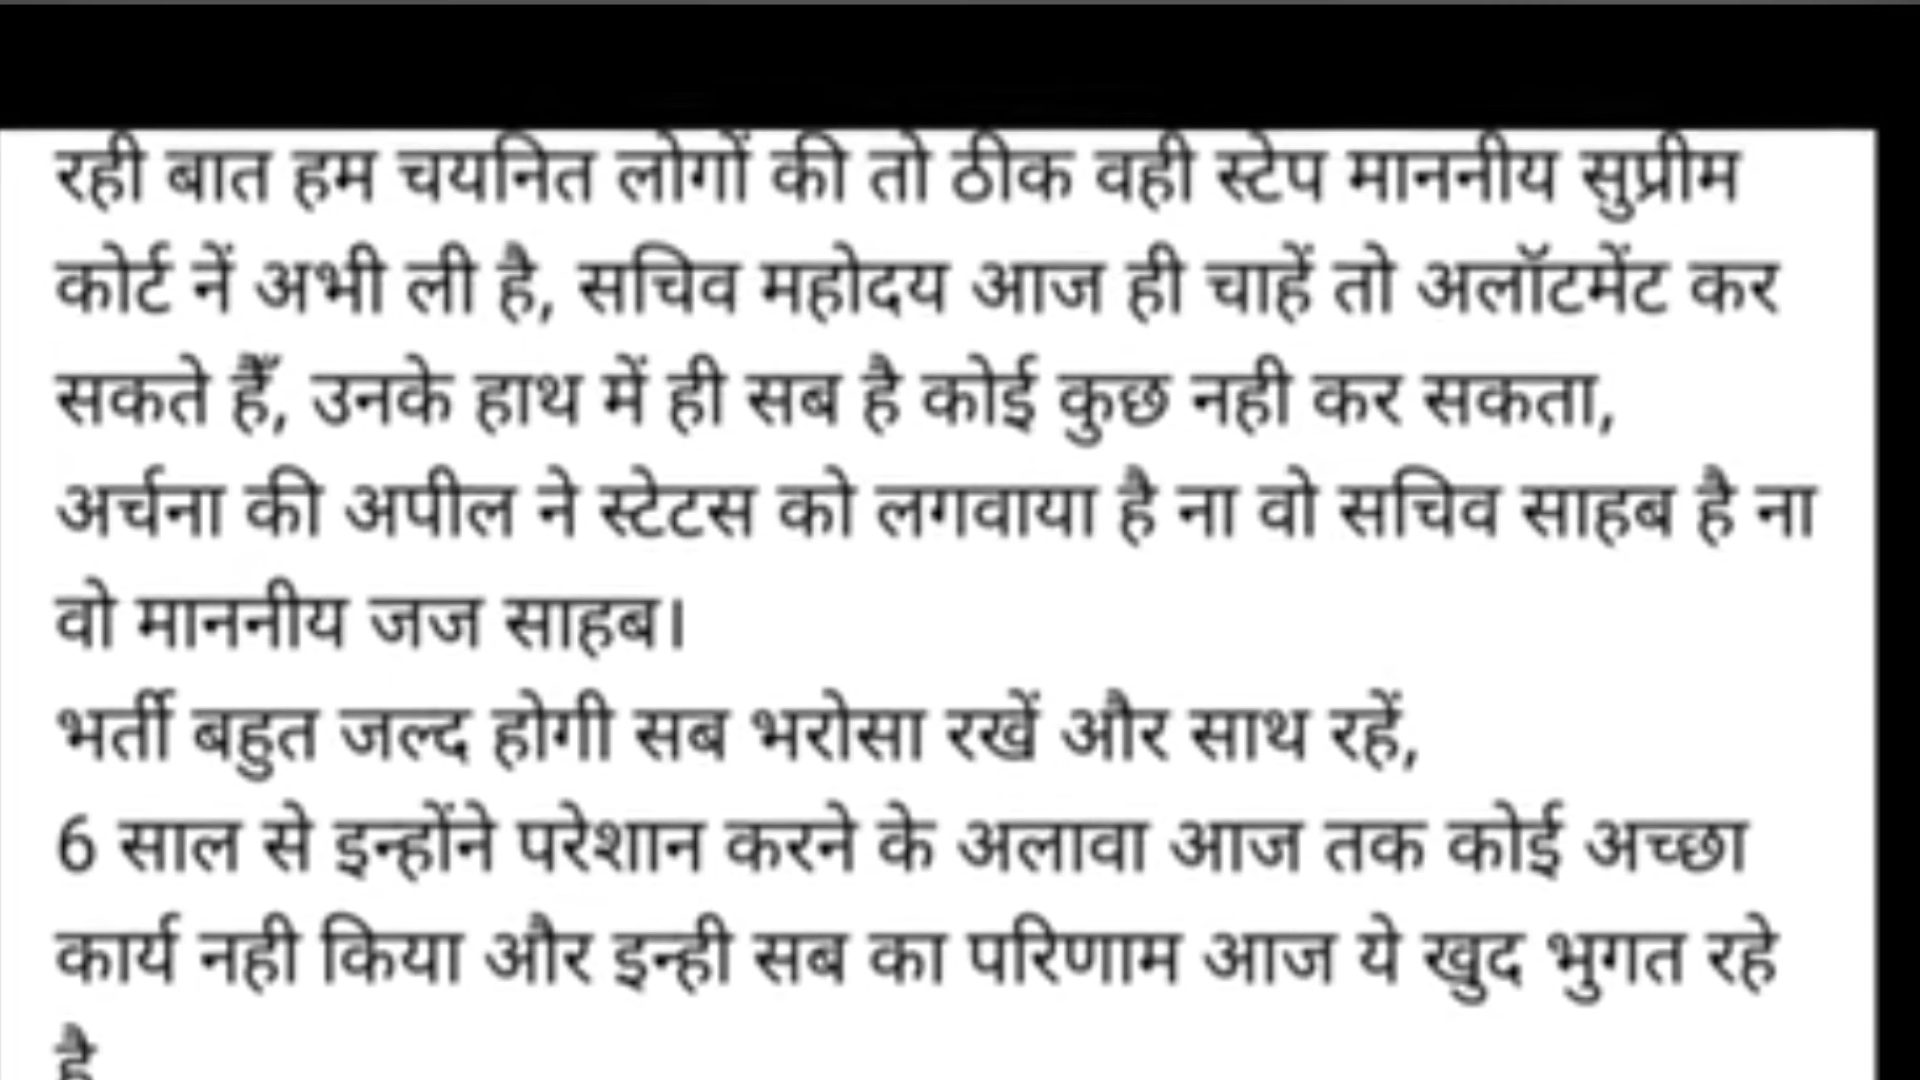 रही बात हम चयनित लोगों की तो ठीक वही स्टेप माननीय सुप्रीम
कोर्ट नें अभी ली है, सचिव महोदय आज ही चाहें तो अलॉटमेंट कर
सकते हैं, उनके हाथ में ही सब है कोई कुछ नही कर सकता,
अर्चना की अपील ने स्टेटस को लगवाया है ना वो सचिव साहब है ना
वो माननीय जज साहब।
भर्ती बहुत जल्द होगी सब भरोसा रखें और साथ रहें,
6 साल से इन्होंने परेशान करने के अलावा आज तक कोई अच्छा
कार्य नही किया और इन्ही सब का परिणाम आज ये खुद भुगत रहे
है